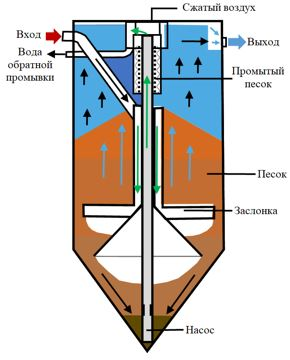 Сжатый воздух
Вход
Выход
Вода
обратной
промывки
Промытый
песок
Песок
Заслонка
Насос